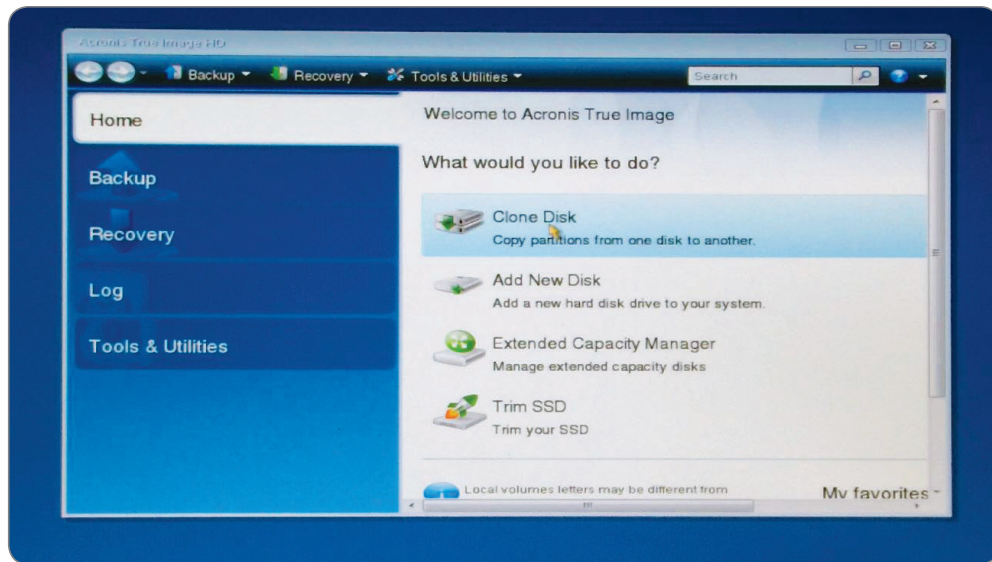 Acronis True Image HD
Backup
Recovery
Tools & Utilities
Search
Home
Backup
Recovery
Log
Tools & Utilities
Welcome to Acronis True Image
What would you like to do?
Clone Disk
Copy partitions from one disk to another.
Add New Disk
Add a new hard disk drive to your system.
Extended Capacity Manager
Manage extended capacity disks
Trim SSD
Trim your SSD
Local volumes letters may be different from
My favorites